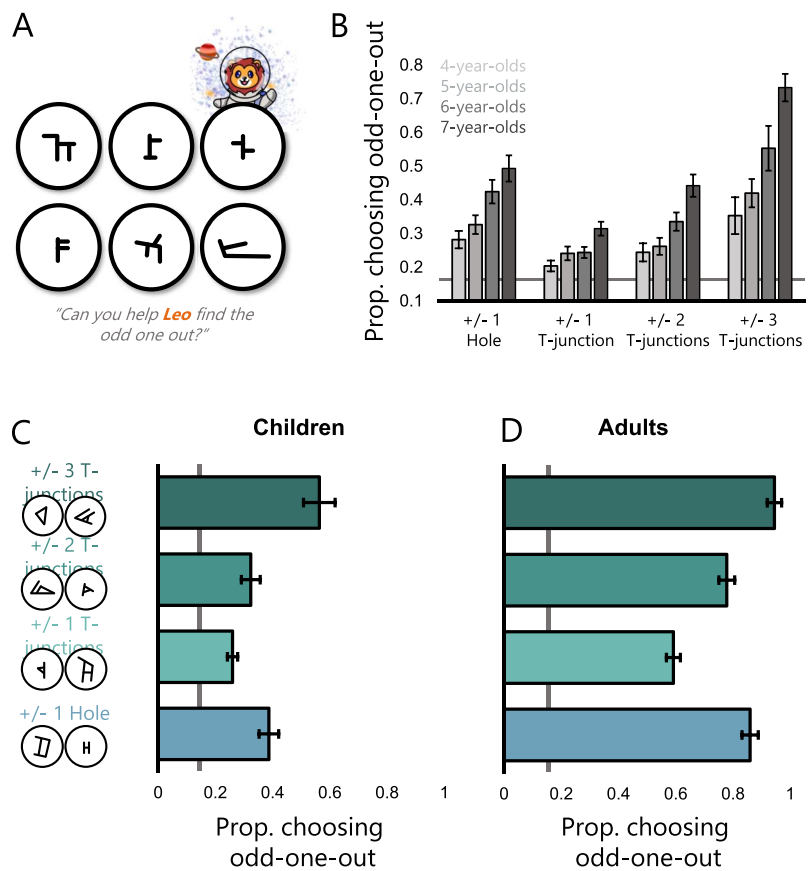 A
"Can you help Leo find the
odd one out?"
B
Prop. choosing odd-one-out
0.8
0.7
0.6
0.5
0.4
0.3
0.2
0.1
4-year-olds
5-year-olds
6-year-olds
7-year-olds
+/- 1
Hole
+/- 1
T-junction
+/- 2
T-junctions
+/- 3
T-junctions
C
Children
+/- 3 T-
junctions
+/- 2 T-
junctions
+/- 1 T-
junctions
+/- 1 Hole
0 0.2 0.4 0.6 0.8 1
Prop. choosing
odd-one-out
D
Adults
0 0.2 0.4 0.6 0.8 1
Prop. choosing
odd-one-out